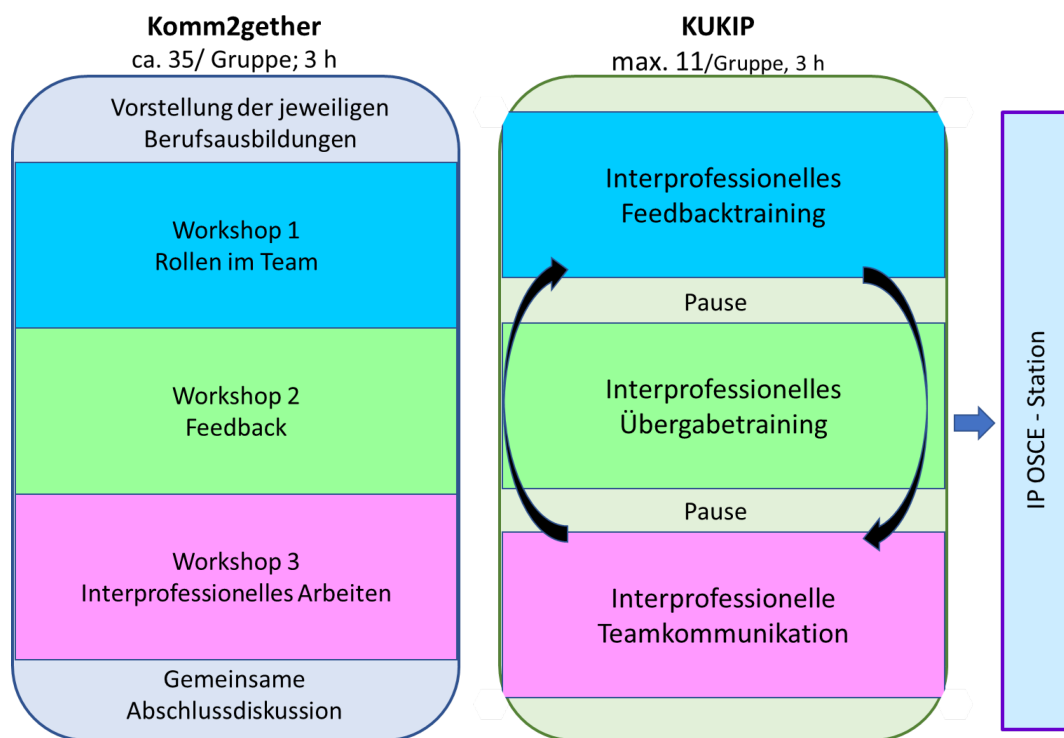 Komm2gether
ca. 35/ Gruppe; 3 h
Vorstellung der jeweiligen
Berufsausbildungen
Workshop 1
Rollen im Team
Workshop 2
Feedback
Workshop 3
Interprofessionelles Arbeiten
Gemeinsame
Abschlussdiskussion
KUKIP
max. 11/Gruppe, 3 h
Interprofessionelles
Feedbacktraining
Pause
Interprofessionelles
Übergabetraining
Pause
Interprofessionelle
Teamkommunikation
IP OSCE - Station